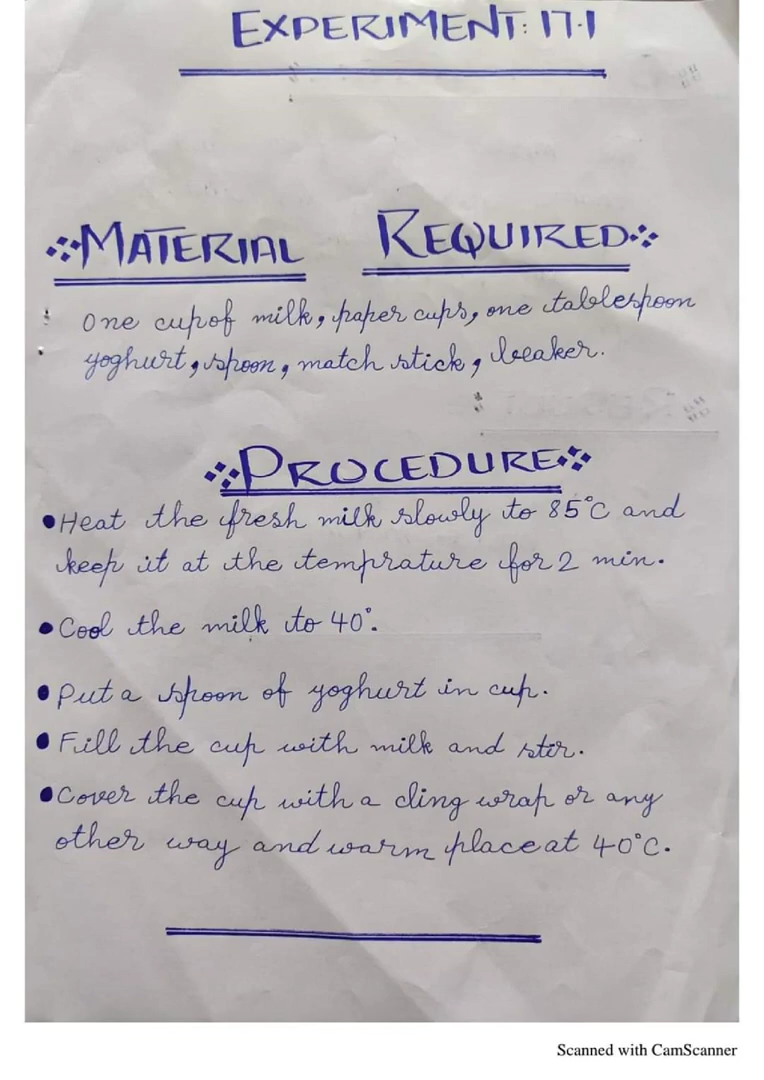 EXPERIMENT: 17.1
MATERIAL REQUIRED
One cup of milk, paper cups, one tablespoon
yoghurt, spoon, match stick, beaker.
PROCEDURE
• Heat the fresh milk slowly to 85°C and
keep it at the temprature for 2 min.
• Cool the milk to 40°.
• Put a spoon of yoghurt in cup.
• Fill the cup with milk and stir.
• Cover the cup with a cling wrap or any
other way and warm place at 40°C.
Scanned with CamScanner